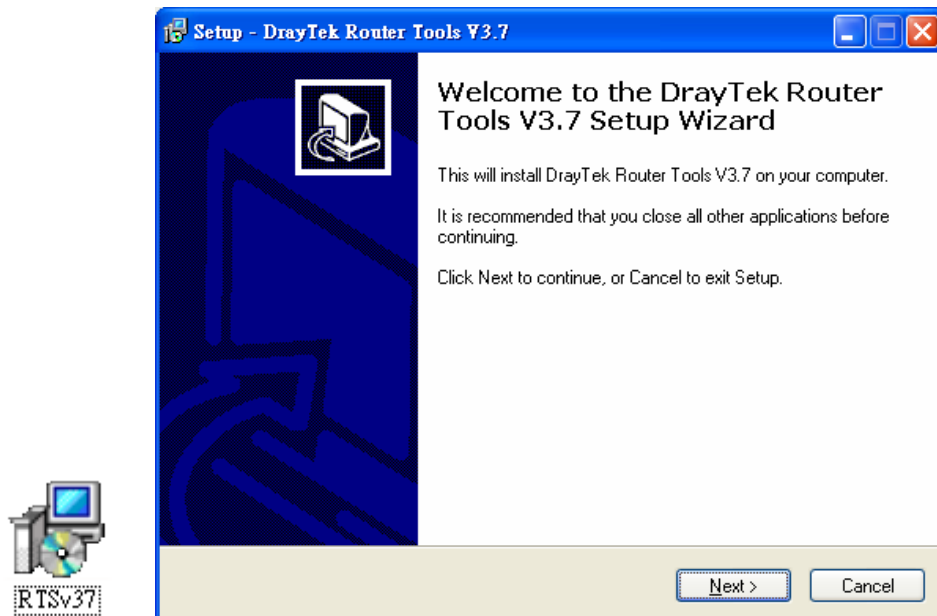 Setup - DrayTek Router Tools V3.7
Welcome to the DrayTek Router
Tools V3.7 Setup Wizard
This will install DrayTek Router Tools V3.7 on your computer.
It is recommended that you close all other applications before
continuing.
Click Next to continue, or Cancel to exit Setup.
RTSv37
Next >
Cancel